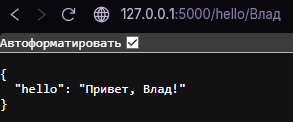 127.0.0.1:5000/hello/Влад
Автоформатировать
{
"hello": "Привет, Влад!"
}